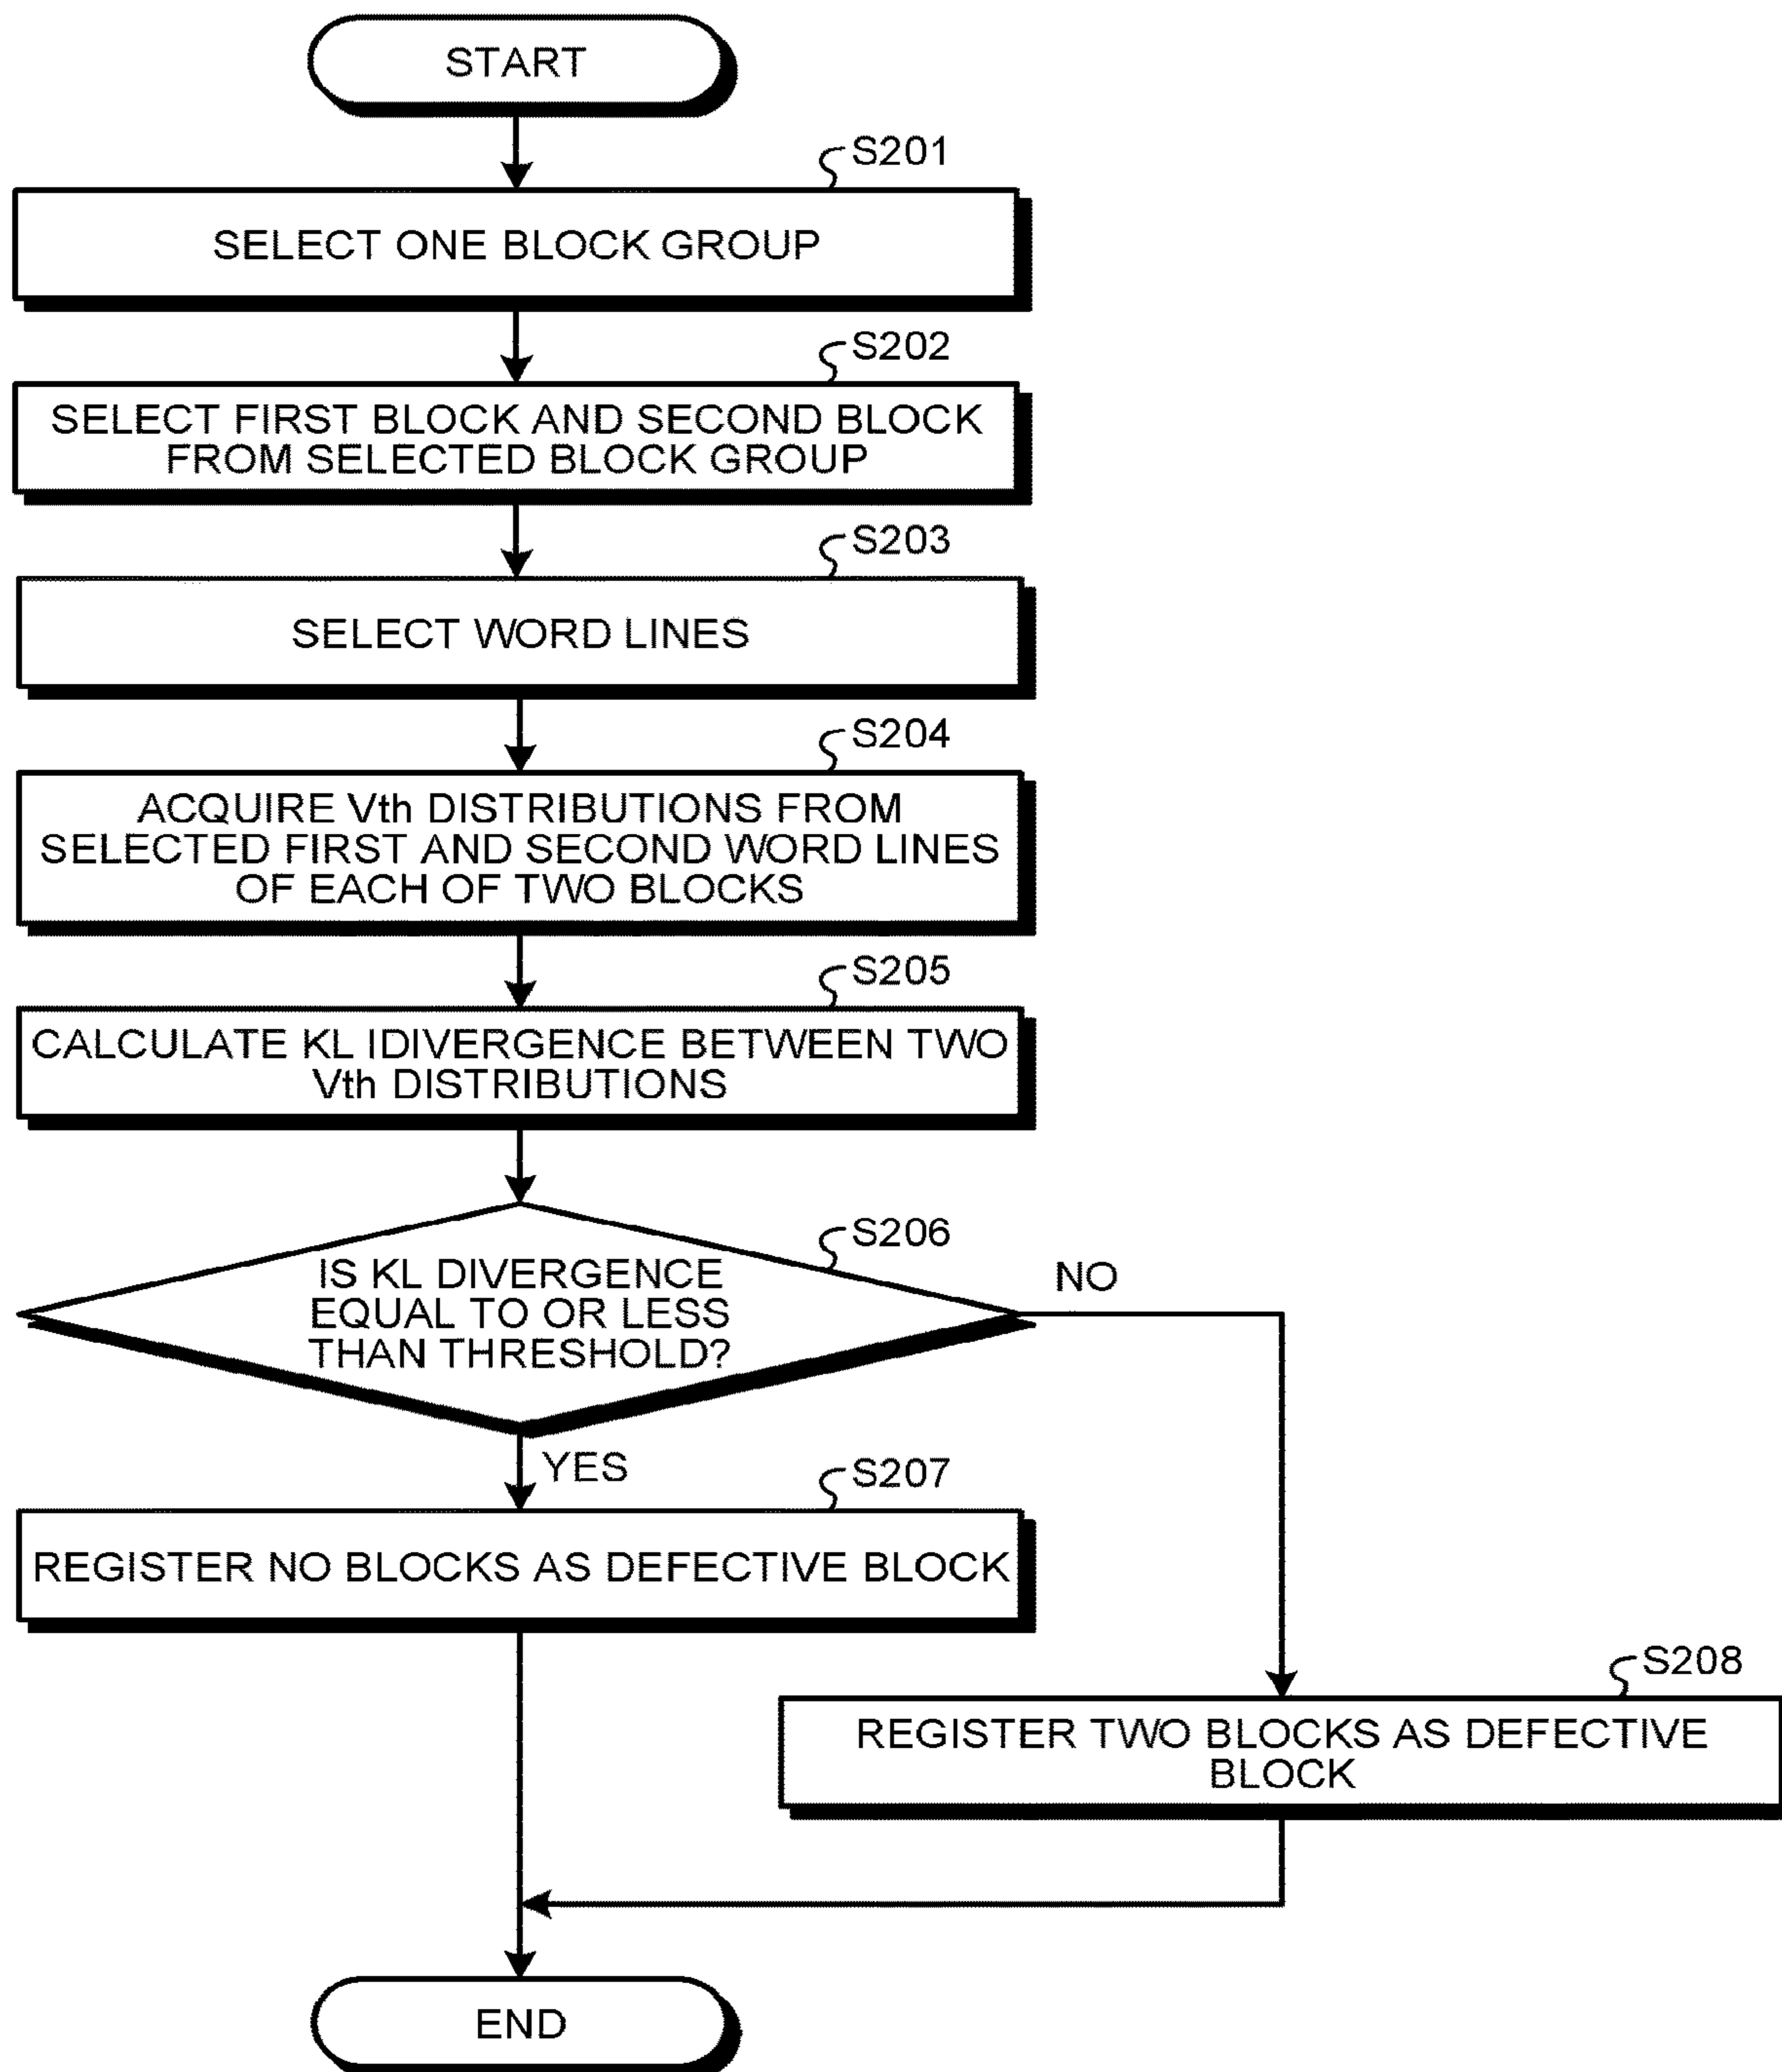 START
S201
SELECT ONE BLOCK GROUP
S202
SELECT FIRST BLOCK AND SECOND BLOCK
FROM SELECTED BLOCK GROUP
S203
SELECT WORD LINES
S204
ACQUIRE Vth DISTRIBUTIONS FROM
SELECTED FIRST AND SECOND WORD LINES
OF EACH OF TWO BLOCKS
S205
CALCULATE KL IDIVERGENCE BETWEEN TWO
Vth DISTRIBUTIONS
S206
IS KL DIVERGENCE
EQUAL TO OR LESS
THAN THRESHOLD?
NO
YES
S207
REGISTER NO BLOCKS AS DEFECTIVE BLOCK
S208
REGISTER TWO BLOCKS AS DEFECTIVE
BLOCK
END